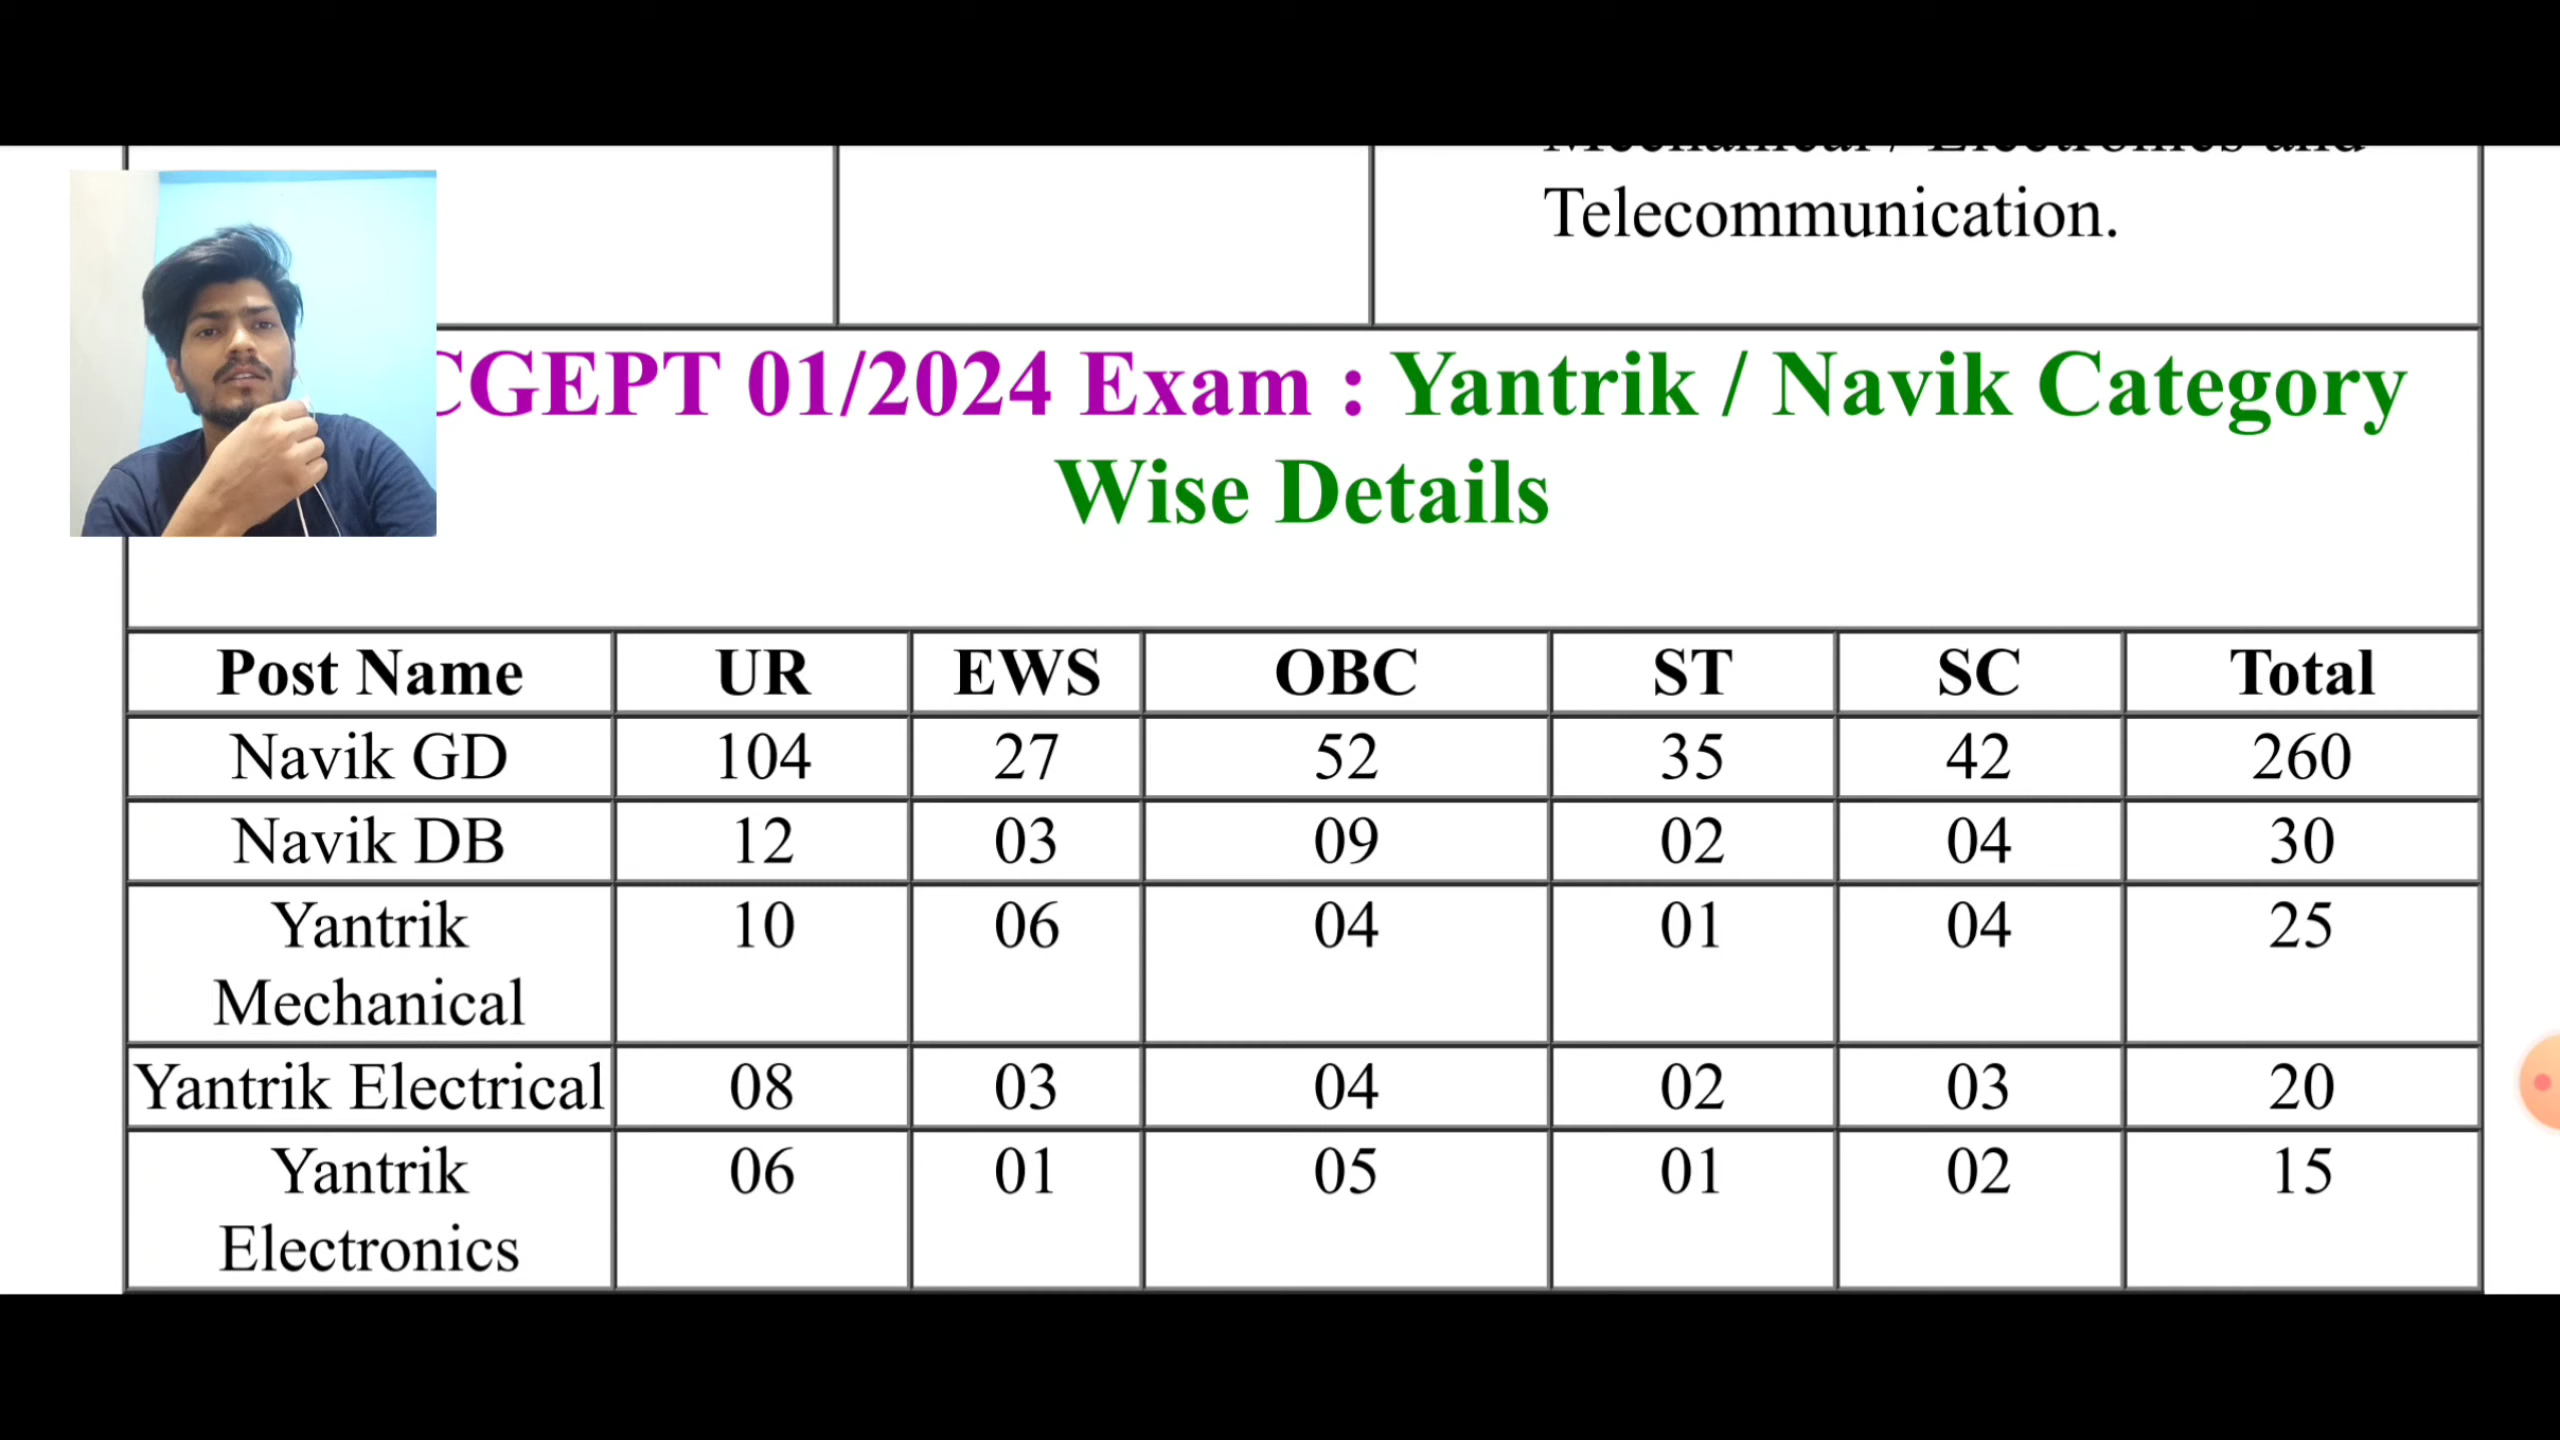 Telecommunication.
CGEPT 01/2024 Exam : Yantrik / Navik Category
Wise Details
Post Name UR EWS OBC ST SC Total
Navik GD 104 27 52 35 42 260
Navik DB 12 03 09 02 04 30
Yantrik Mechanical 10 06 04 01 04 25
Yantrik Electrical 08 03 04 02 03 20
Yantrik Electronics 06 01 05 01 02 15